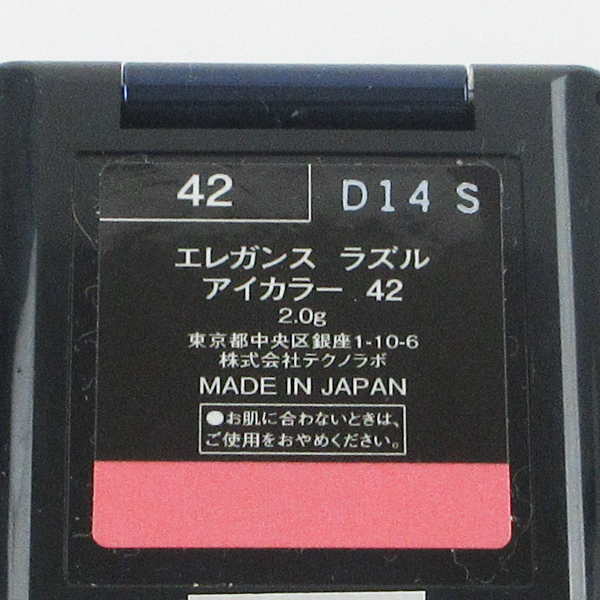 42
D14 S
エレガンス ラズル
アイカラー 42
2.0g
東京都中央区銀座1-10-6
株式会社テクノラボ
MADE IN JAPAN
●お肌に合わないときは、
ご使用をおやめください。